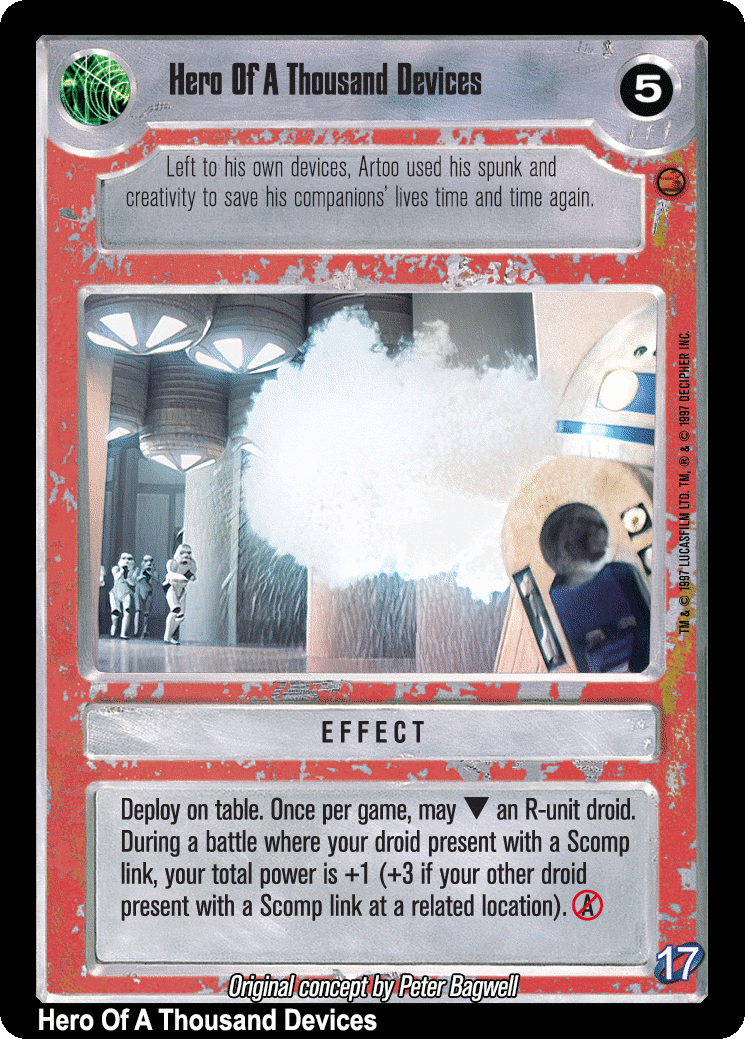 Hero Of A Thousand Devices
5
Left to his own devices, Artoo used his spunk and
creativity to save his companions' lives time and time again.
TM & © 1997 LUCASFILM LTD. TM, ® & © 1997 DECIPHER INC.
EFFECT
Deploy on table. Once per game, may ▼ an R-unit droid.
During a battle where your droid present with a Scomp
link, your total power is +1 (+3 if your other droid
present with a Scomp link at a related location). A
17
Original concept by Peter Bagwell
Hero Of A Thousand Devices